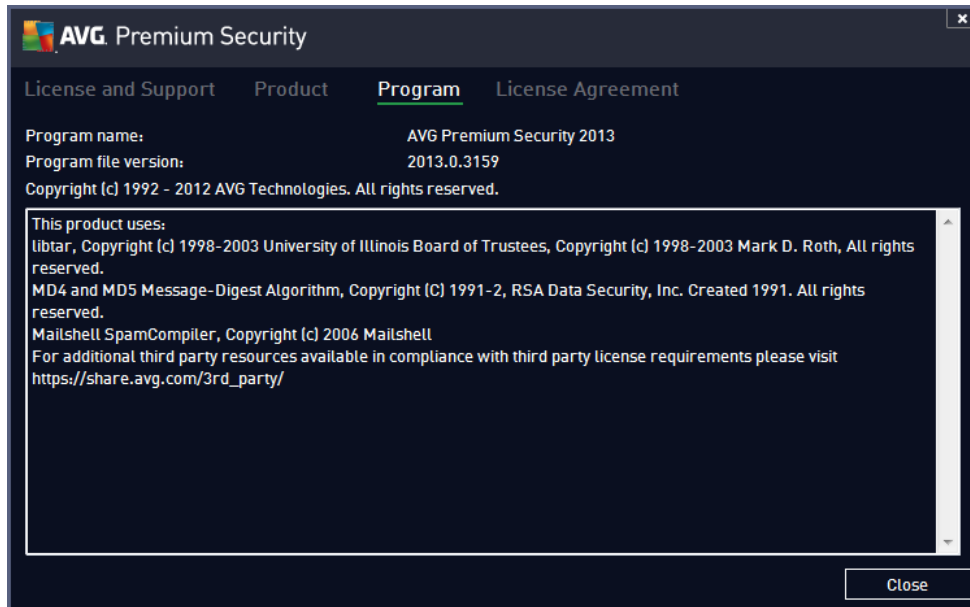 AVG. Premium Security
License and Support Product Program License Agreement
Program name: AVG Premium Security 2013
Program file version: 2013.0.3159
Copyright (c) 1992 - 2012 AVG Technologies. All rights reserved.
This product uses:
libtar, Copyright (c) 1998-2003 University of Illinois Board of Trustees, Copyright (c) 1998-2003 Mark D. Roth, All rights
reserved.
MD4 and MD5 Message-Digest Algorithm, Copyright (C) 1991-2, RSA Data Security, Inc. Created 1991. All rights
reserved.
Mailshell SpamCompiler, Copyright (c) 2006 Mailshell
For additional third party resources available in compliance with third party license requirements please visit
https://share.avg.com/3rd_party/
Close